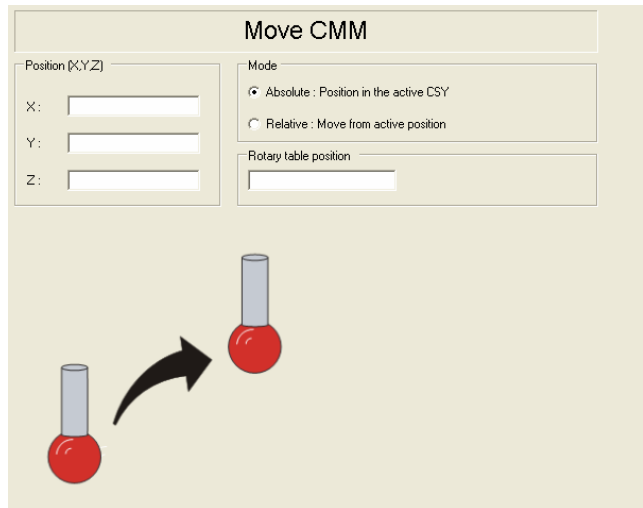 Move CMM
Position (X,Y,Z)
X :
Y :
Z :
Mode
Absolute : Position in the active CSY
Relative : Move from active position
Rotary table position